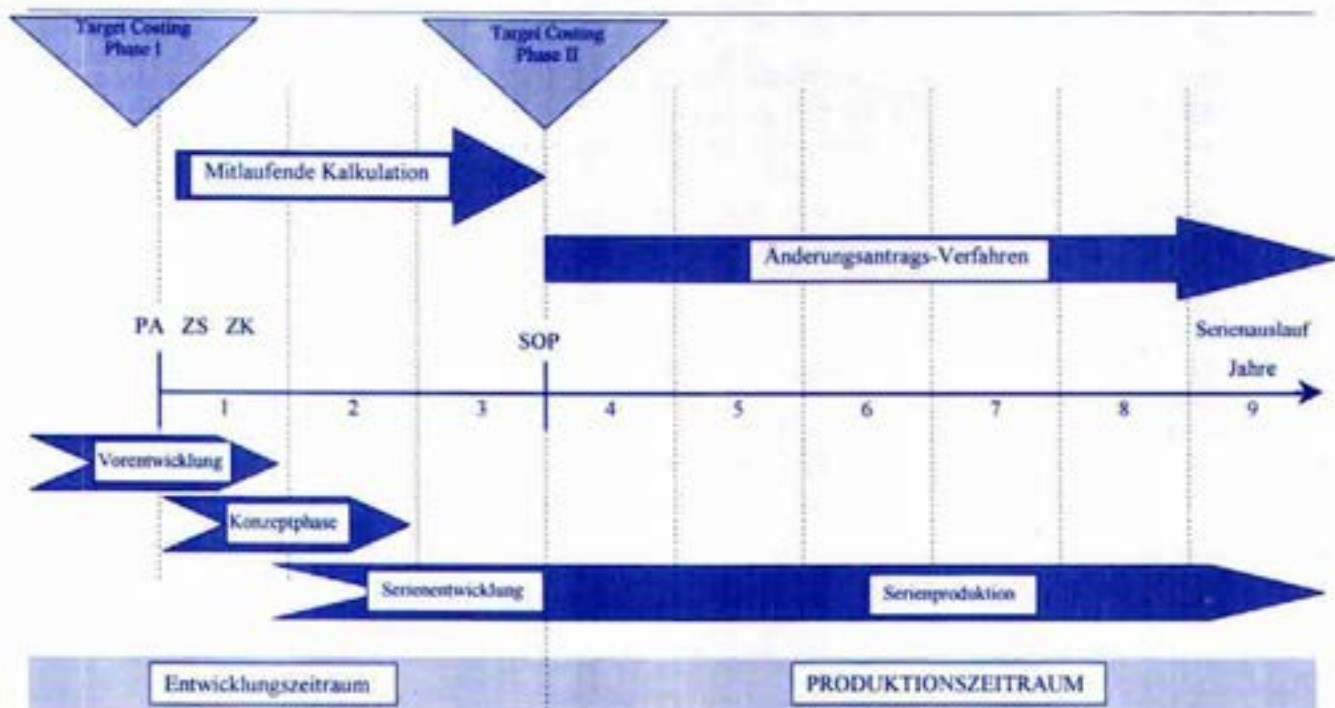 Target Costing
Phase I
Target Costing
Phase II
Mitlaufende Kalkulation
Änderungsantrags-Verfahren
PA ZS ZK
SOP
Serienauslauf
Jahre
1 2 3 4 5 6 7 8 9
Vorentwicklung
Konzeptphase
Serienentwicklung
Serienproduktion
Entwicklungszeitraum
PRODUKTIONSZEITRAUM